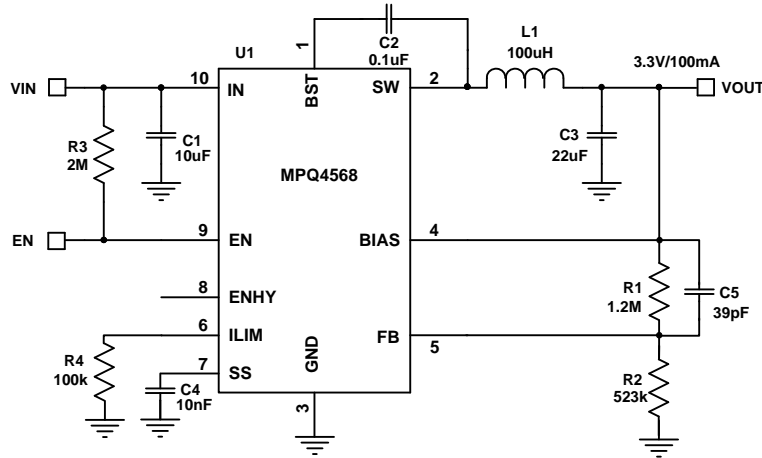 U1
1
C2
0.1uF
L1
100uH
3.3V/100mA
VIN
10
IN
BST
SW
2
VOUT
R3
2M
C1
10uF
C3
22uF
MPQ4568
EN
9
EN
BIAS
4
R1
1.2M
C5
39pF
8
ENHY
6
ILIM
FB
5
R4
100k
7
SS
GND
C4
10nF
3
R2
523k